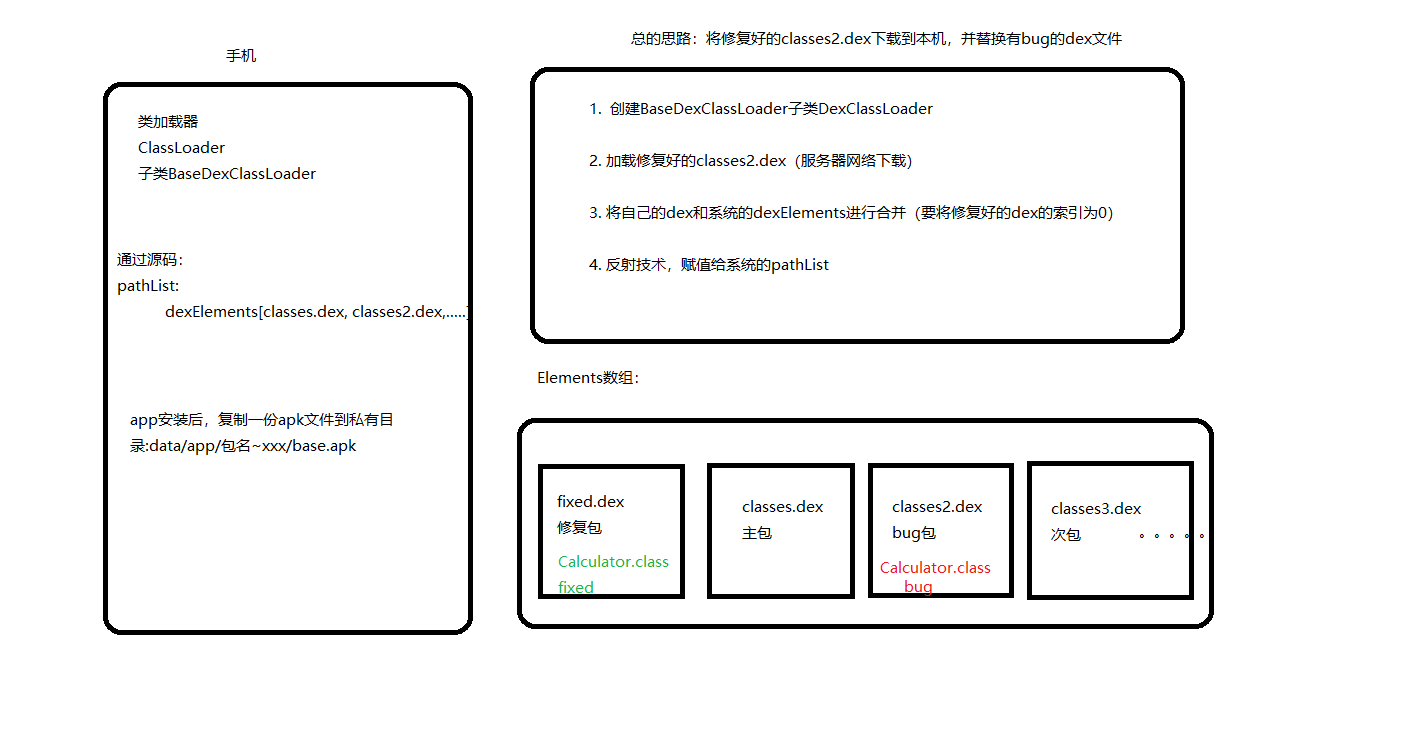 手机
类加载器
ClassLoader
子类BaseDexClassLoader
通过源码：
pathList:
dexElements[classes.dex, classes2.dex,.....]
app安装后，复制一份apk文件到私有目
录:data/app/包名~xxx/base.apk
总的思路：将修复好的classes2.dex下载到本机，并替换有bug的dex文件
1. 创建BaseDexClassLoader子类DexClassLoader
2. 加载修复好的classes2.dex（服务器网络下载）
3. 将自己的dex和系统的dexElements进行合并（要将修复好的dex的索引为0）
4. 反射技术，赋值给系统的pathList
Elements数组：
fixed.dex
修复包
Calculator.class
fixed
classes.dex
主包
classes2.dex
bug包
Calculator.class
bug
classes3.dex
次包
。。。。。